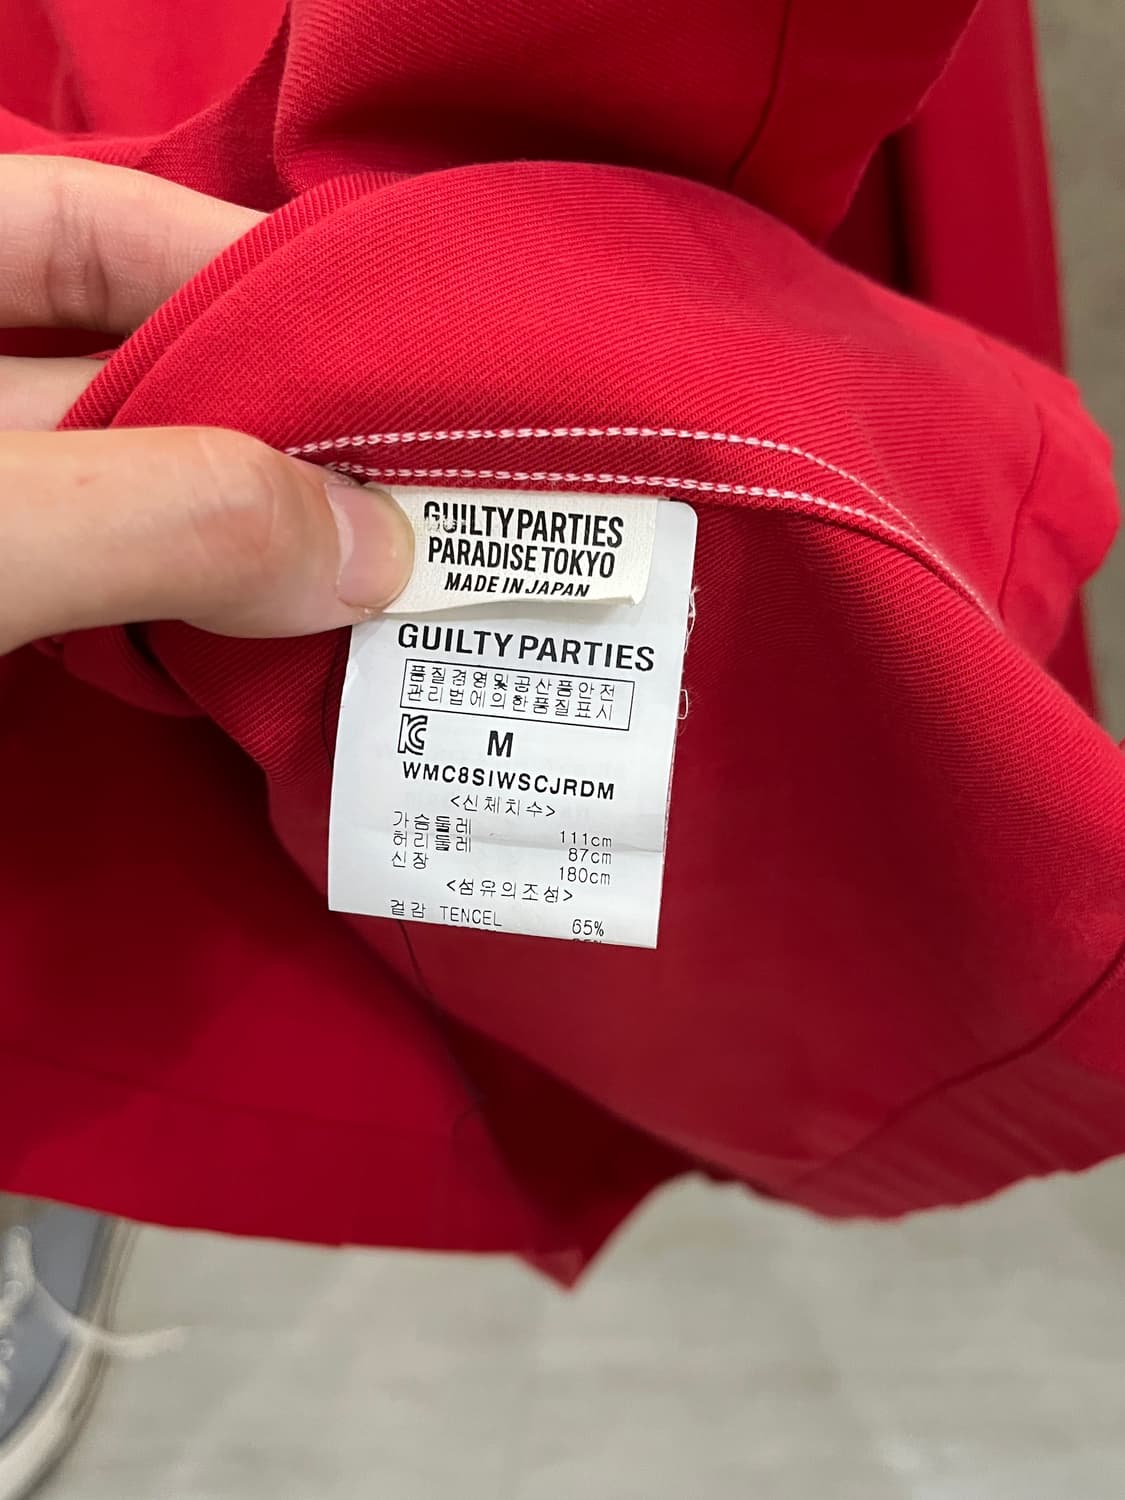 GUILTY PARTIES
PARADISE TOKYO
MADE IN JAPAN
GUILTY PARTIES
품질경영및공산품안전
관리법에의한품질표시
M
WMC8SIWSCJRDM
<신체치수>
가슴둘레 111cm
허리둘레 87cm
신장 180cm
<섬유의조성>
겉감 TENCEL 65%